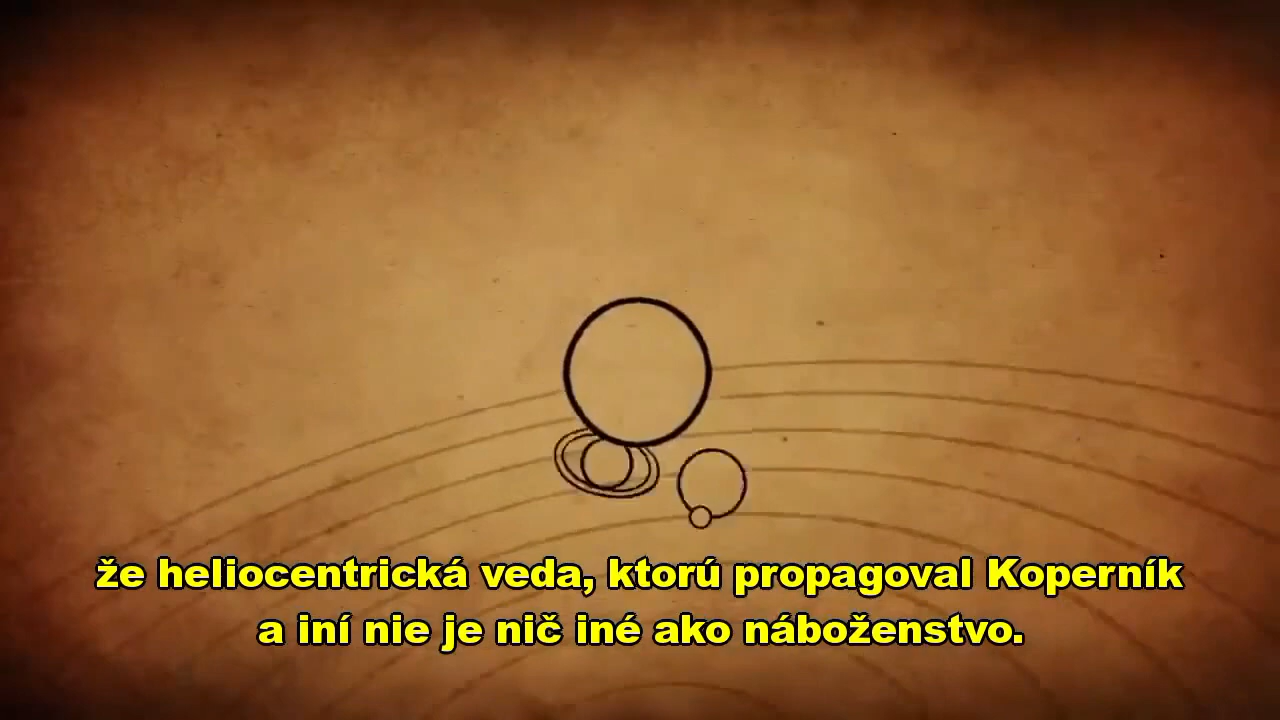 že heliocentrická veda, ktorú propagoval Koperník
a iní nie je nič iné ako náboženstvo.